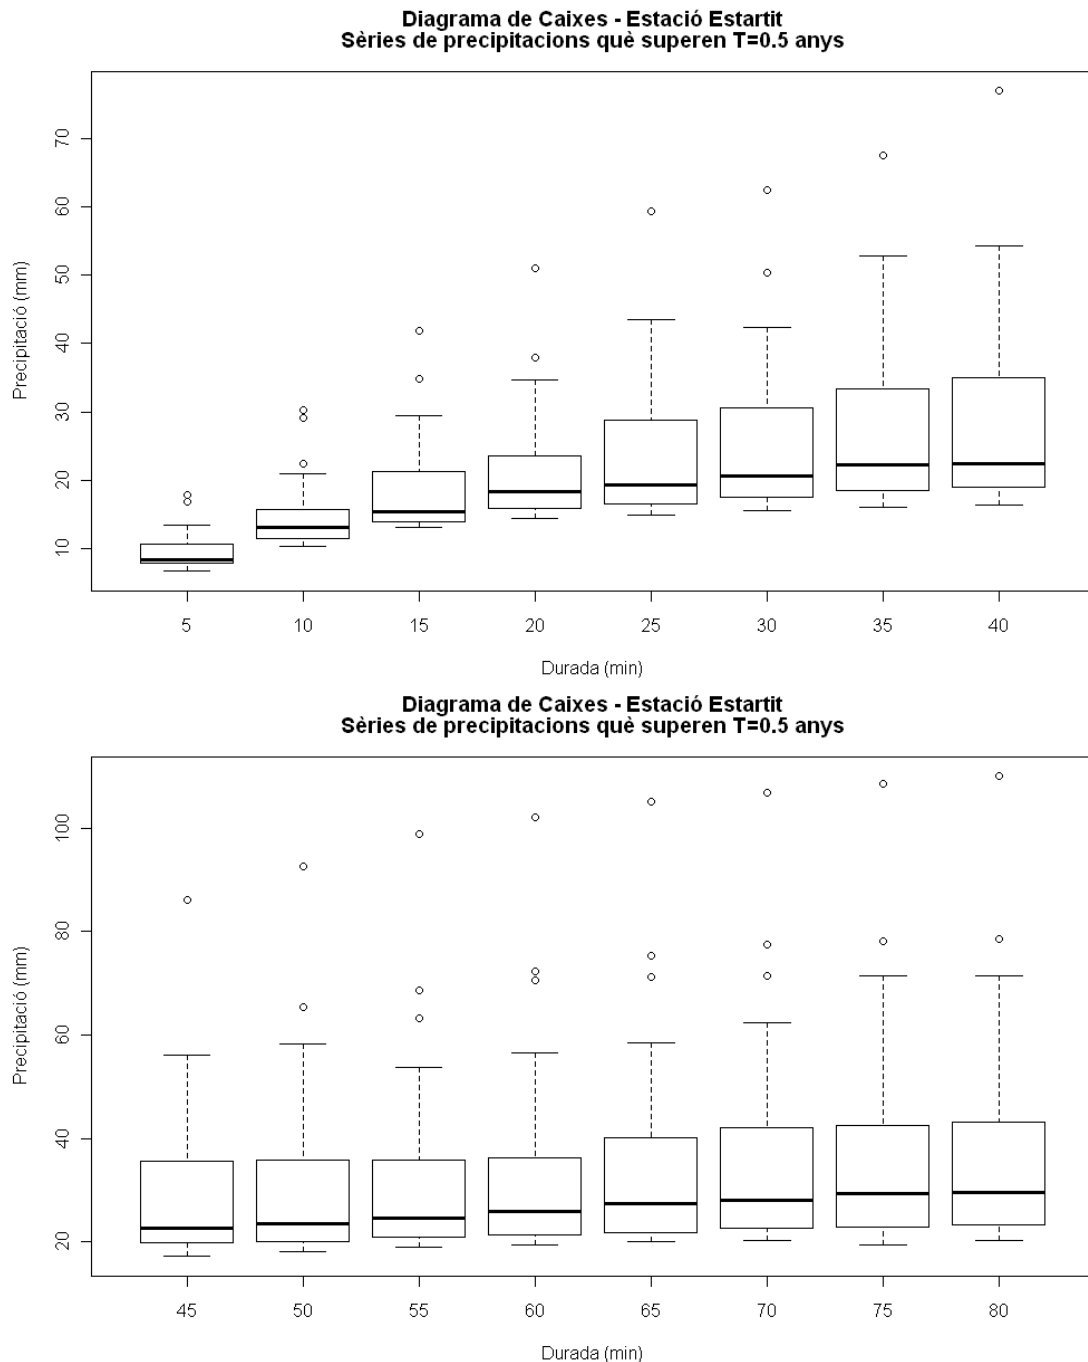 Diagrama de Caixes - Estació Estartit
Sèries de precipitacions què superen T=0.5 anys
Precipitació (mm)
70
60
50
40
30
20
10
5 10 15 20 25 30 35 40
Durada (min)
Diagrama de Caixes - Estació Estartit
Sèries de precipitacions què superen T=0.5 anys
Precipitació (mm)
100
80
60
40
20
45 50 55 60 65 70 75 80
Durada (min)